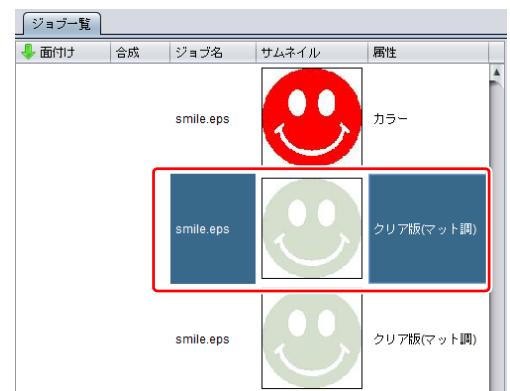 ジョブ一覧
面付け 合成 ジョブ名 サムネイル 属性
smile.eps カラー
smile.eps クリア版(マット調)
smile.eps クリア版(マット調)